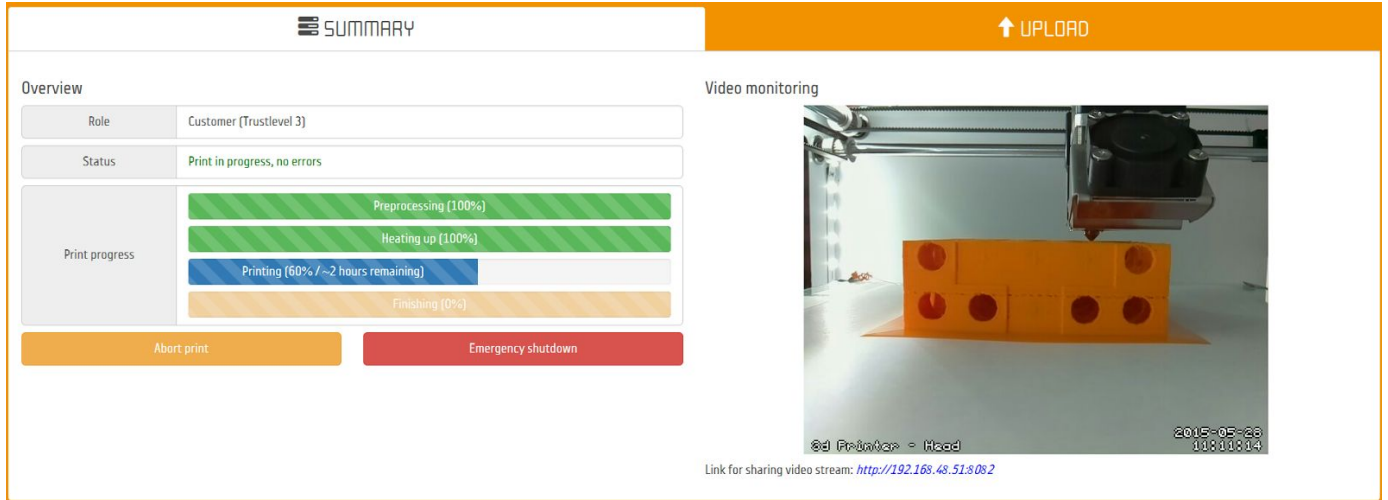 SUMMARY
UPLOAD
Overview
Role
Customer (Trustlevel 3)
Status
Print in progress, no errors
Print progress
Preprocessing (100%)
Heating up (100%)
Printing (60% / ~2 hours remaining)
Finishing (0%)
Abort print
Emergency shutdown
Video monitoring
3d Printer - Head
2015-05-28
11:11:14
Link for sharing video stream: http://192.168.48.51:8082